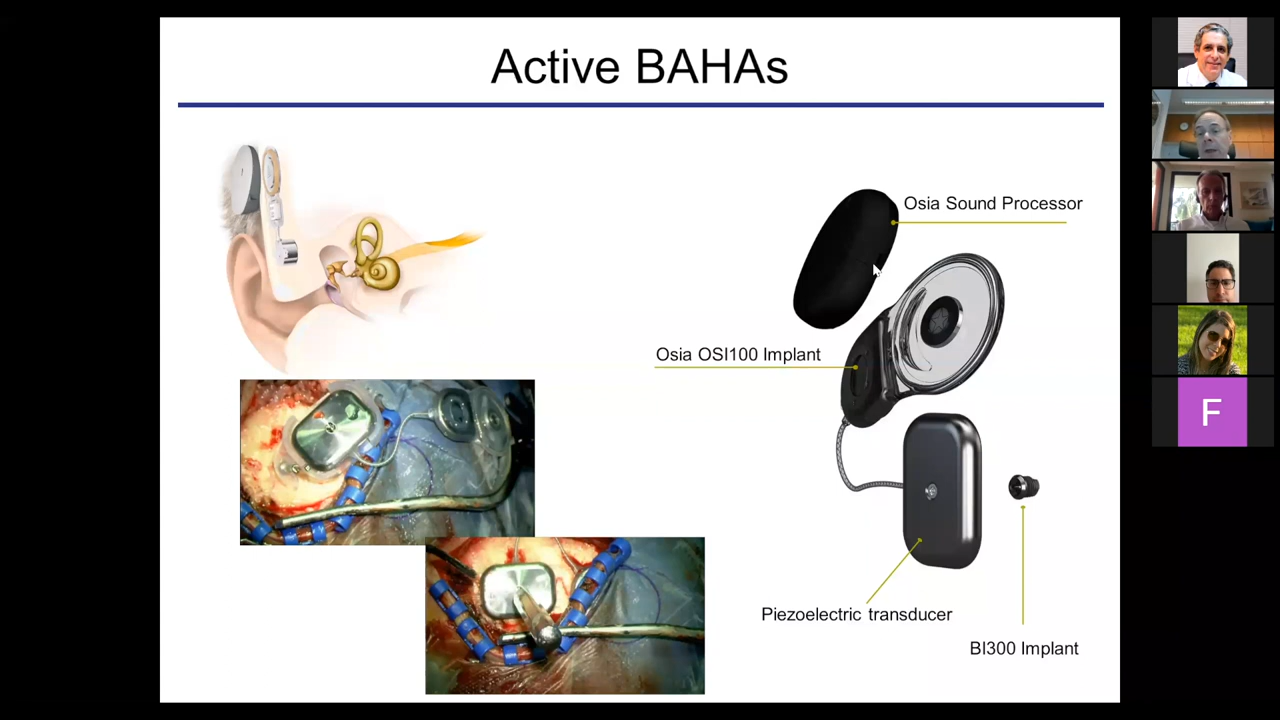 Active BAHAs
Osia Sound Processor
Osia OSI100 Implant
Piezoelectric transducer
BI300 Implant
F